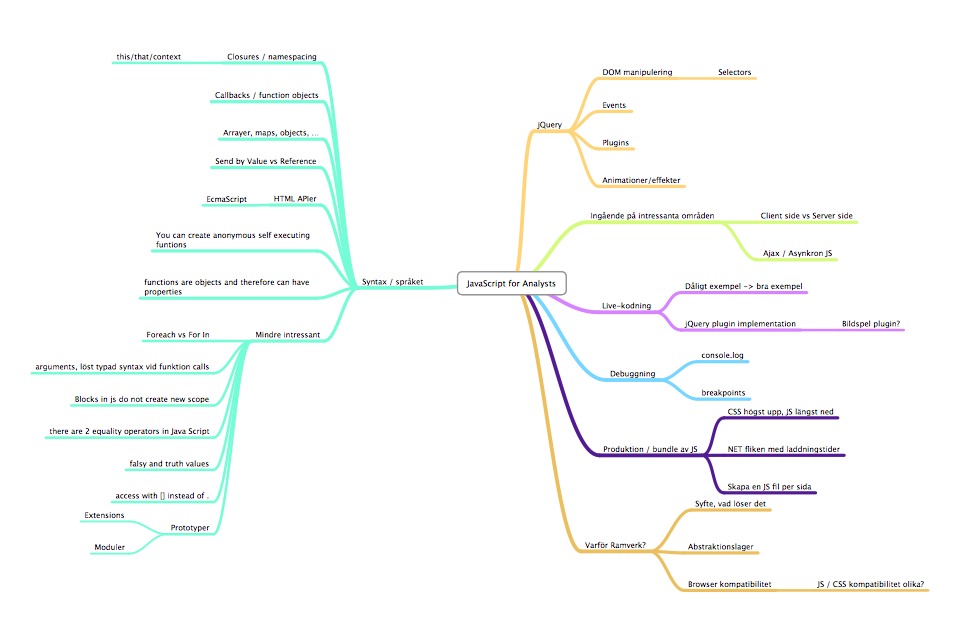 JavaScript for Analysts
Syntax / språket
this/that/context
Closures / namespacing
Callbacks / function objects
Arrayer, maps, objects, ...
Send by Value vs Reference
EcmaScript
HTML APIer
You can create anonymous self executing
funtions
functions are objects and therefore can have
properties
Mindre intressant
Foreach vs For In
arguments, löst typad syntax vid funktion calls
Blocks in js do not create new scope
there are 2 equality operators in Java Script
falsy and truth values
access with [] instead of .
Prototyper
Extensions
Moduler
jQuery
DOM manipulering
Selectors
Events
Plugins
Animationer/effekter
Ingående på intressanta områden
Client side vs Server side
Ajax / Asynkron JS
Live-kodning
Dåligt exempel -> bra exempel
jQuery plugin implementation
Bildspel plugin?
Debuggning
console.log
breakpoints
Produktion / bundle av JS
CSS högst upp, JS längst ned
NET fliken med laddningstider
Skapa en JS fil per sida
Varför Ramverk?
Syfte, vad löser det
Abstraktionslager
Browser kompatibilitet
JS / CSS kompatibilitet olika?